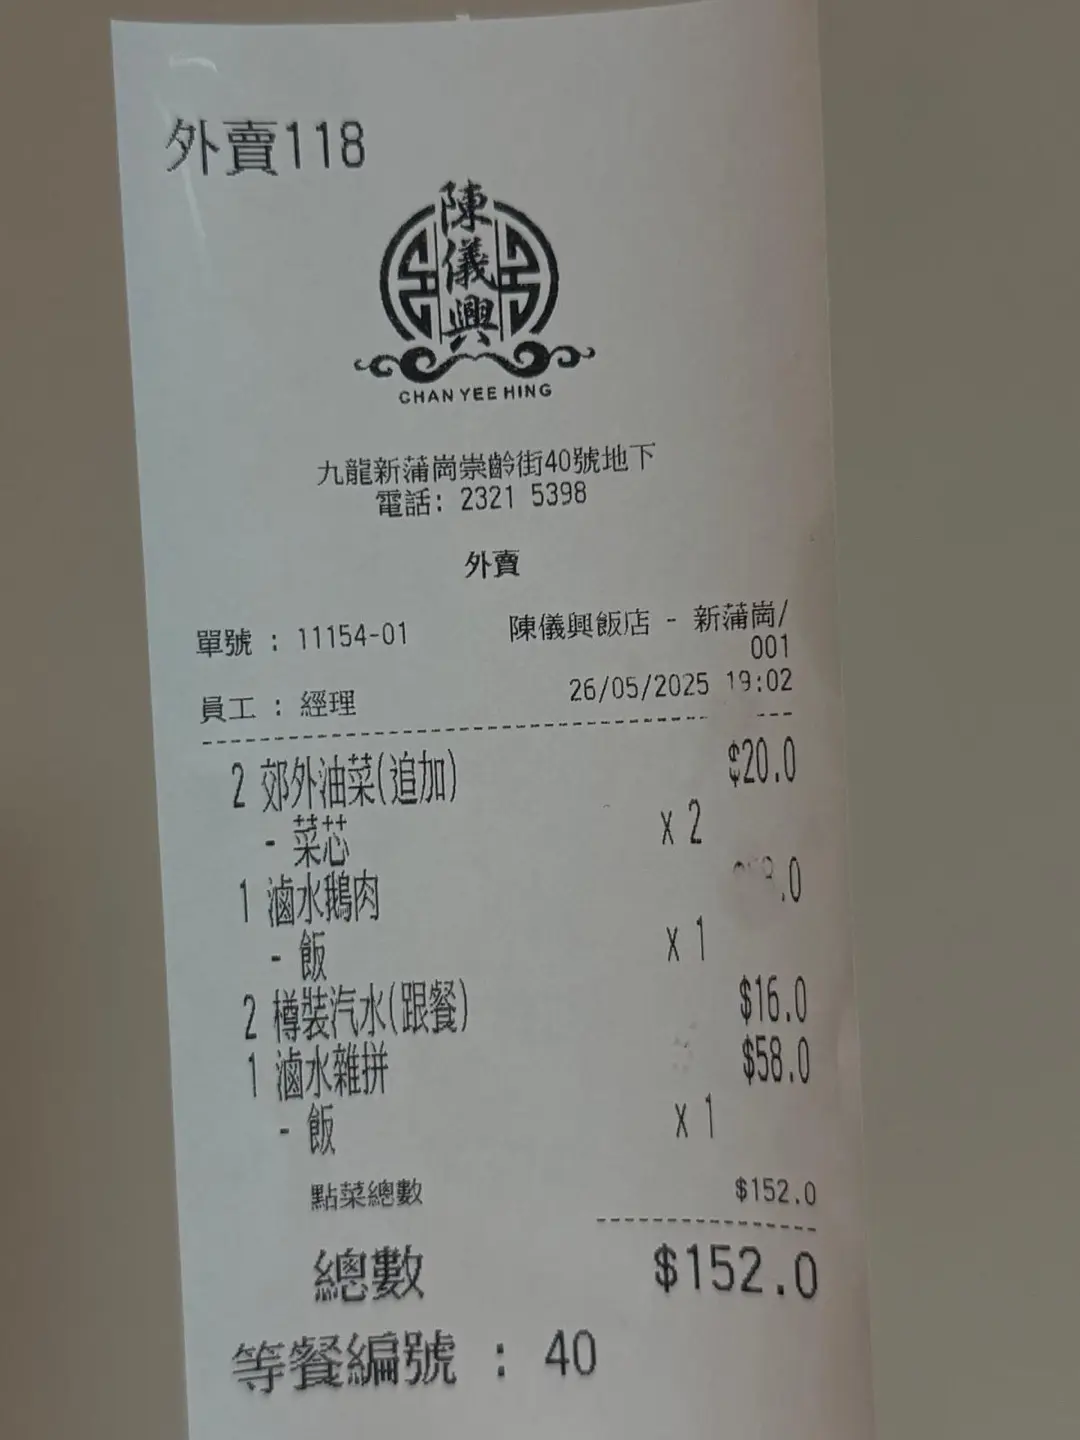 外賣118
陳儀興
CHAN YEE HING
九龍新蒲崗崇齡街40號地下
電話: 2321 5398
外賣
單號 : 11154-01 陳儀興飯店 - 新蒲崗/
001
員工 : 經理 26/05/2025 19:02
2 郊外油菜(追加) $20.0
- 菜芯 x 2
1 滷水鵝肉
- 飯 x 1
2 樽裝汽水(跟餐) $16.0
1 滷水雜拼 $58.0
- 飯 x 1
點菜總數 $152.0
總數 $152.0
等餐編號 : 40